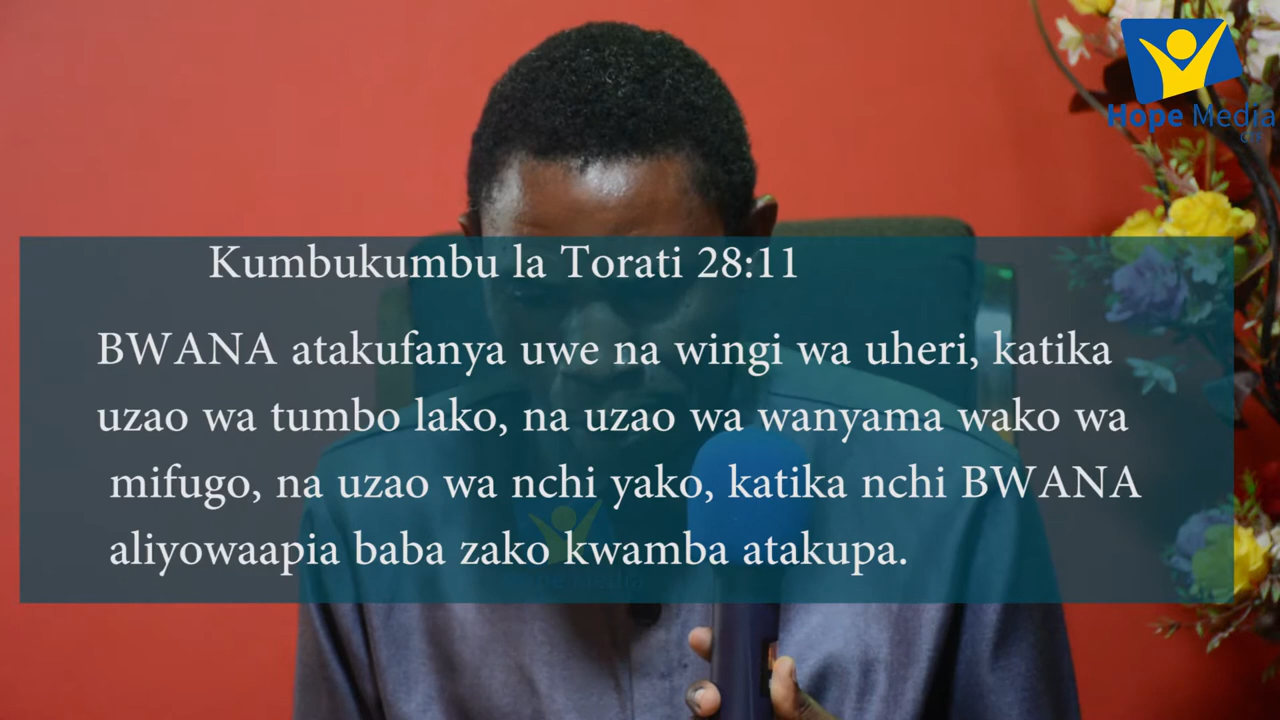 Hope Media
Kumbukumbu la Torati 28:11
BWANA atakufanya uwe na wingi wa uheri, katika
uzao wa tumbo lako, na uzao wa wanyama wako wa
mifugo, na uzao wa nchi yako, katika nchi BWANA
aliyowaapia baba zako kwamba atakupa.